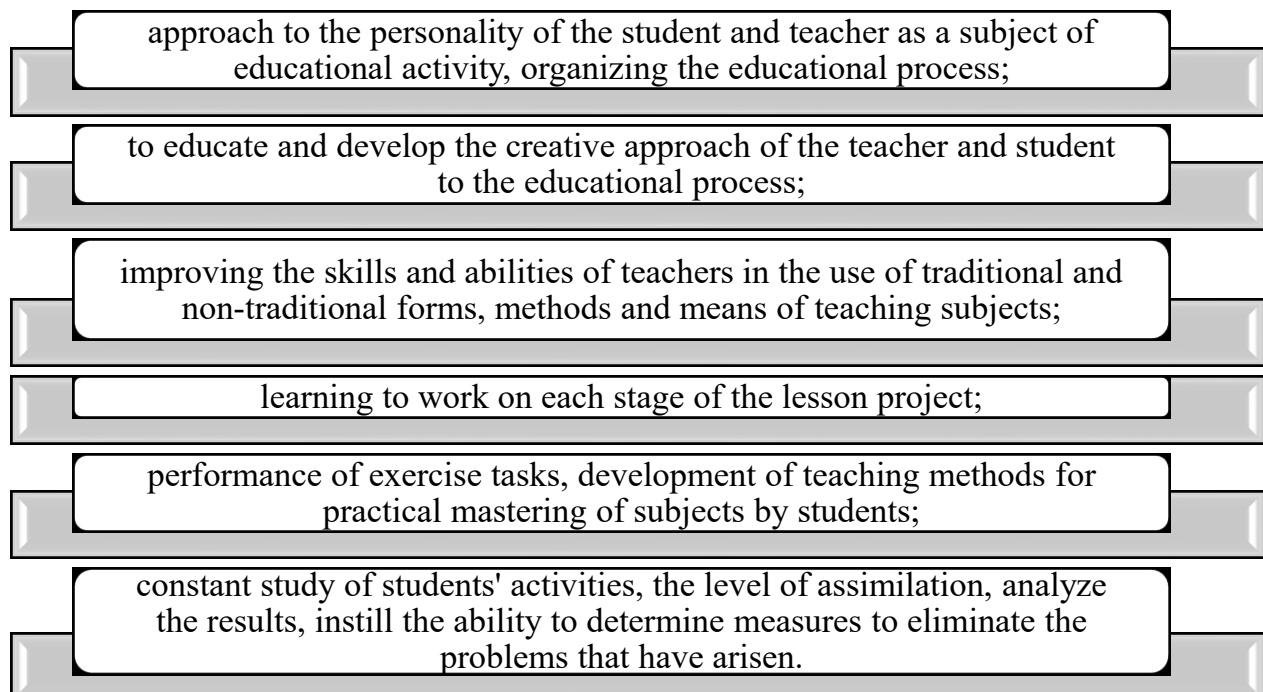 approach to the personality of the student and teacher as a subject of
educational activity, organizing the educational process;
to educate and develop the creative approach of the teacher and student
to the educational process;
improving the skills and abilities of teachers in the use of traditional and
non-traditional forms, methods and means of teaching subjects;
learning to work on each stage of the lesson project;
performance of exercise tasks, development of teaching methods for
practical mastering of subjects by students;
constant study of students' activities, the level of assimilation, analyze
the results, instill the ability to determine measures to eliminate the
problems that have arisen.